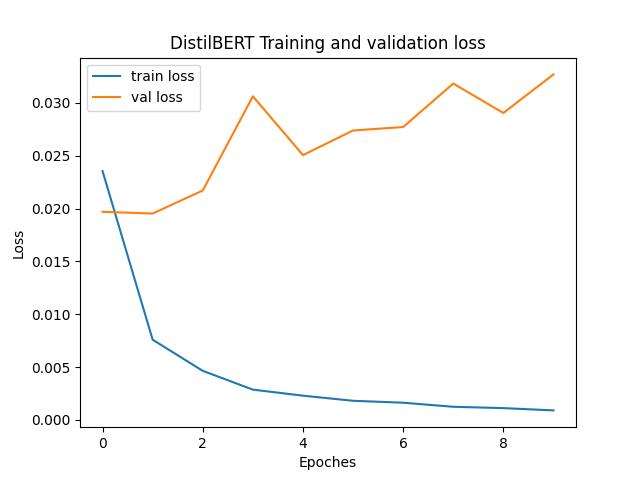 DistilBERT Training and validation loss
train loss
val loss
0.030
0.025
0.020
0.015
0.010
0.005
0.000
Loss
0 2 4 6 8
Epoches